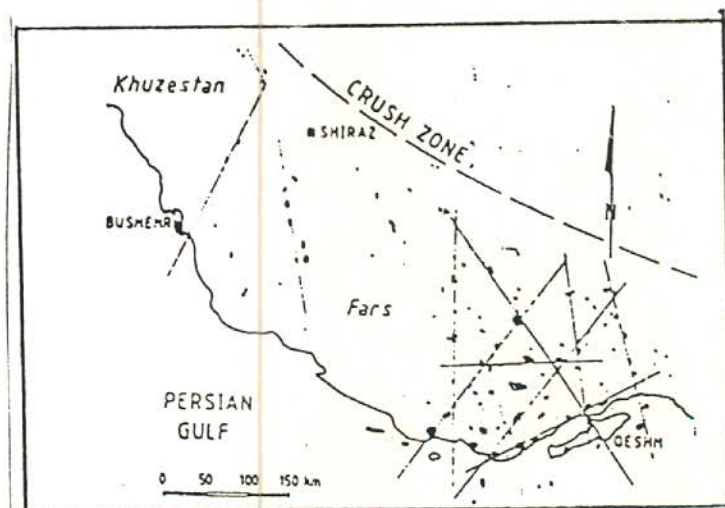 Khuzestan
CRUSH ZONE
SHIRAZ
N
BUSHEHR
Fars
PERSIAN
GULF
QESHM
0 50 100 150 km